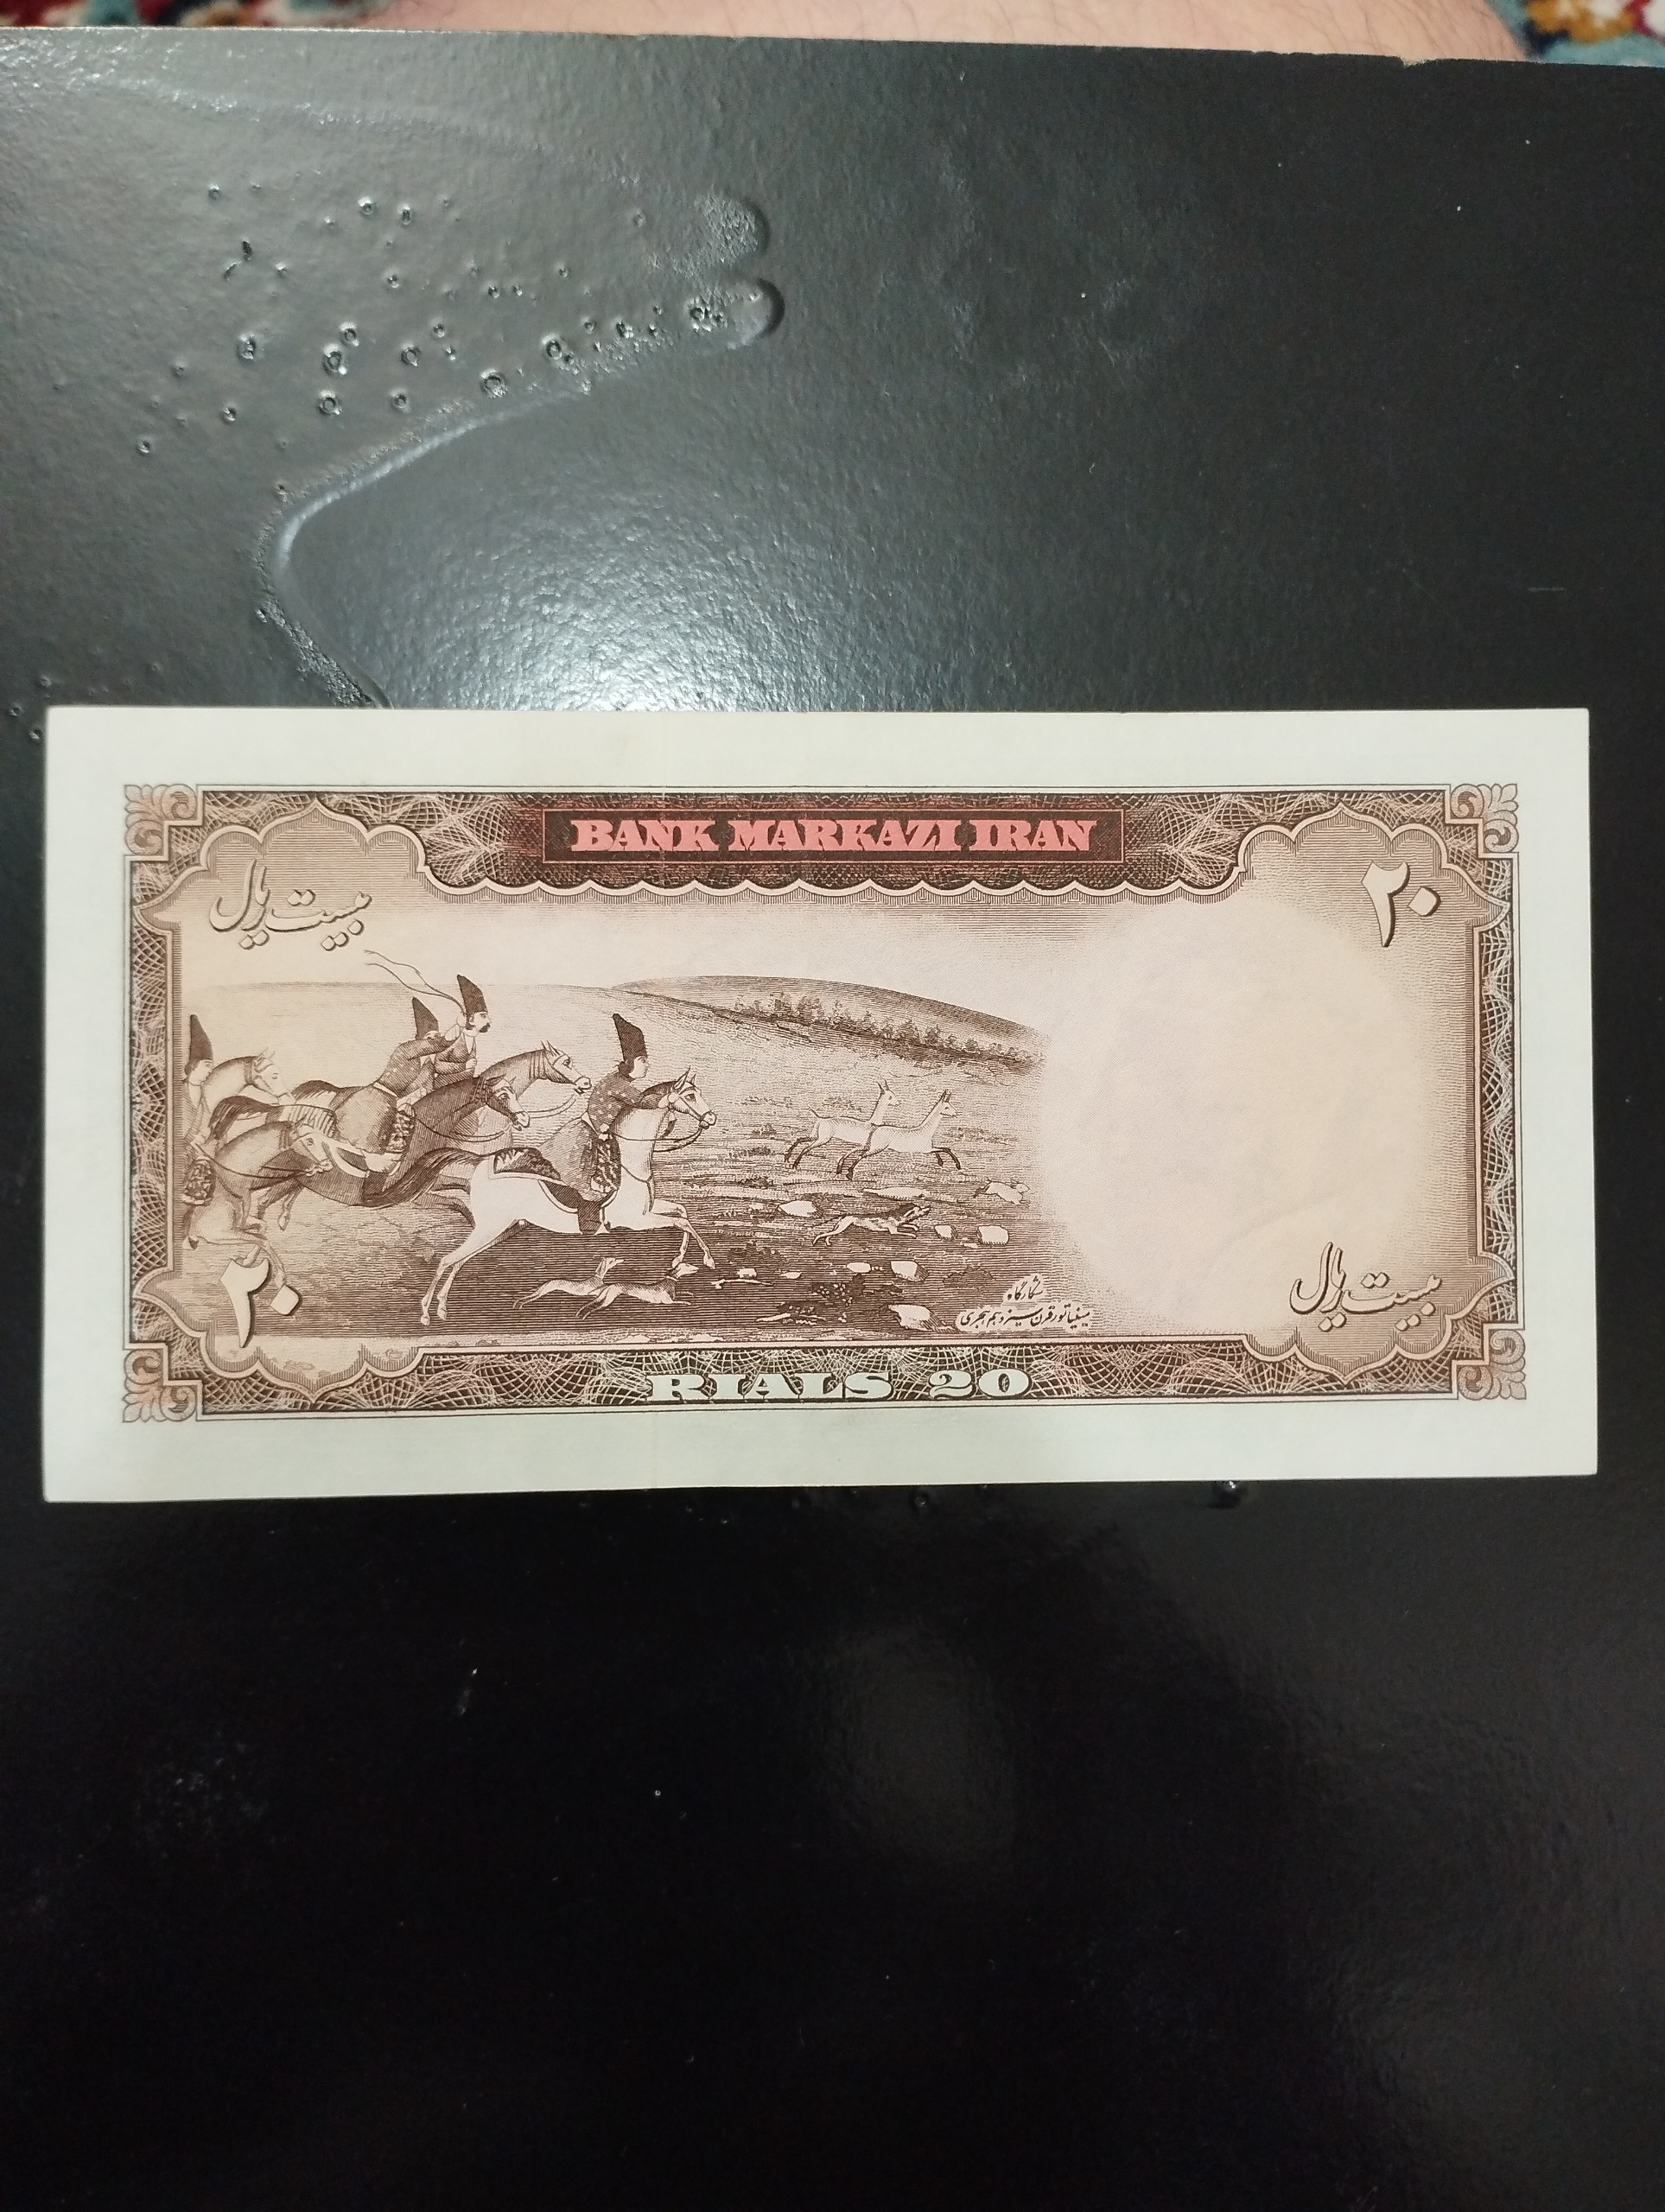 BANK MARKAZI IRAN
بیست ریال
۲۰
شکارگاه
مینیاتور قرن سیزدهم هجری
۲۰
بیست ریال
RIALS 20